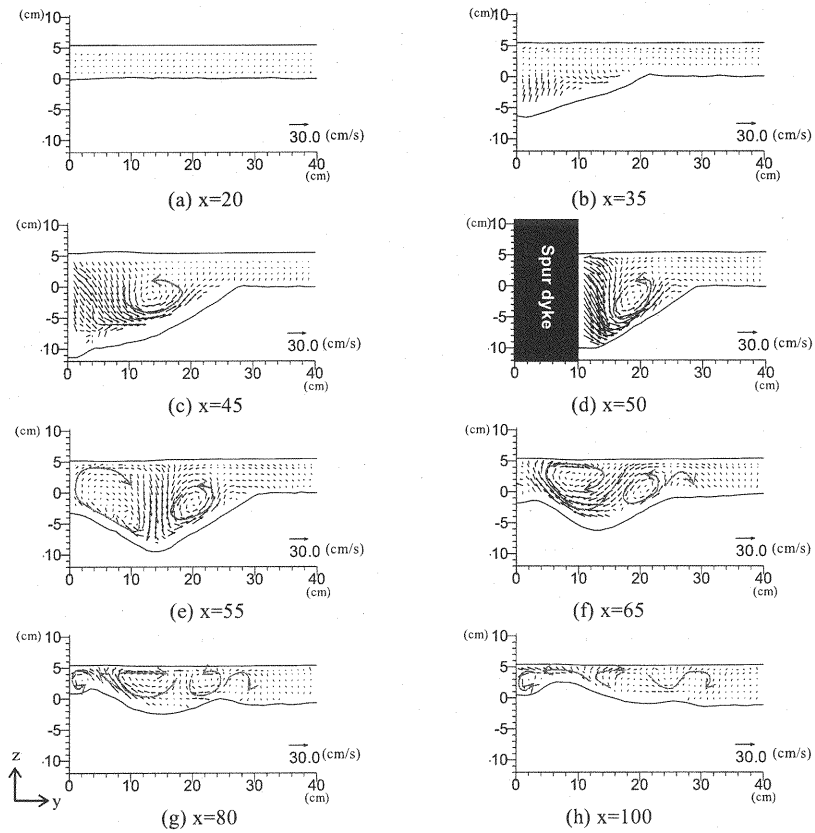 (cm) 10
5
0
-5
-10
0 10 20 30 40
(cm)
30.0 (cm/s)
(a) x=20
(cm) 10
5
0
-5
-10
0 10 20 30 40
(cm)
30.0 (cm/s)
(b) x=35
(cm) 10
5
0
-5
-10
0 10 20 30 40
(cm)
30.0 (cm/s)
(c) x=45
(cm) 10
5
0
-5
-10
Spur dyke
0 10 20 30 40
(cm)
30.0 (cm/s)
(d) x=50
(cm) 10
5
0
-5
-10
0 10 20 30 40
(cm)
30.0 (cm/s)
(e) x=55
(cm) 10
5
0
-5
-10
0 10 20 30 40
(cm)
30.0 (cm/s)
(f) x=65
(cm) 10
5
0
-5
-10
0 10 20 30 40
(cm)
30.0 (cm/s)
z
y
(g) x=80
(cm) 10
5
0
-5
-10
0 10 20 30 40
(cm)
30.0 (cm/s)
(h) x=100